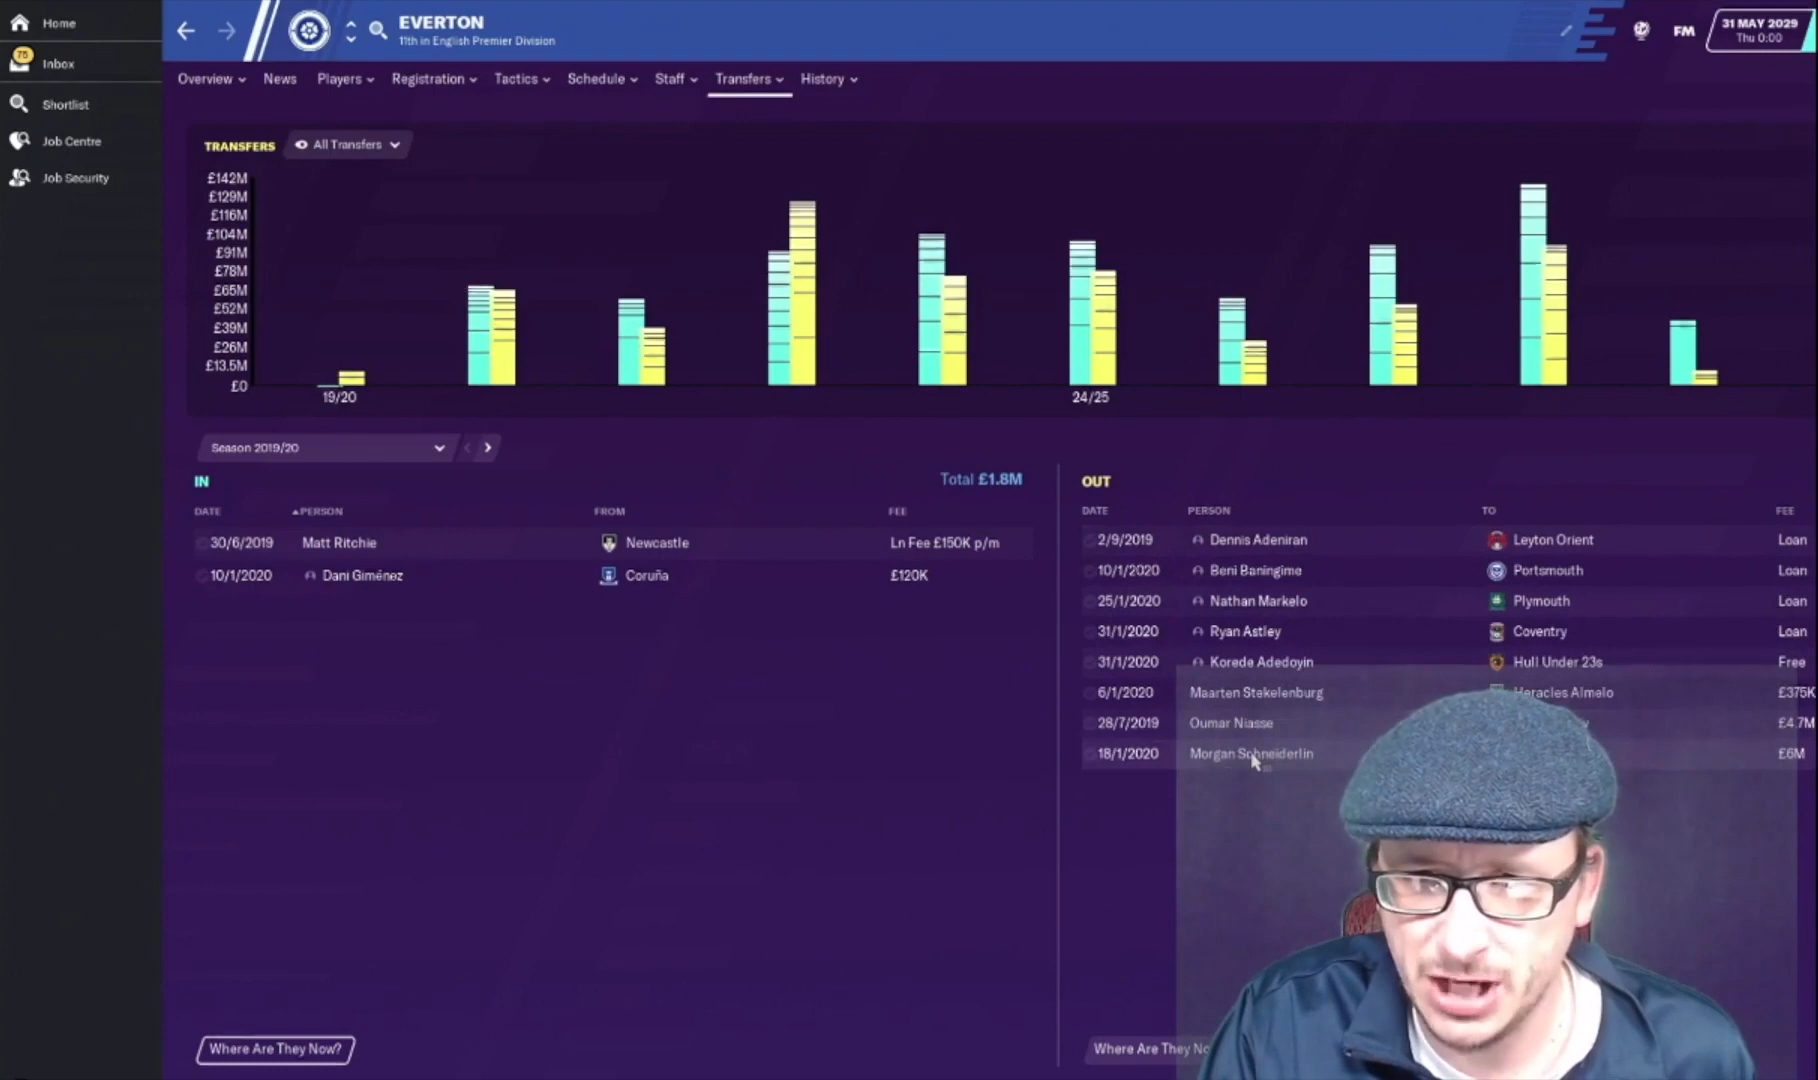 Home
75
Inbox
Shortlist
Job Centre
Job Security
EVERTON
11th in English Premier Division
FM
31 MAY 2029
Thu 0:00
Overview News Players Registration Tactics Schedule Staff Transfers History
TRANSFERS All Transfers
£142M
£129M
£116M
£104M
£91M
£78M
£65M
£52M
£39M
£26M
£13.5M
£0
19/20 24/25
Season 2019/20
IN Total £1.8M
DATE PERSON FROM FEE
30/6/2019 Matt Ritchie Newcastle Ln Fee £150K p/m
10/1/2020 Dani Giménez Coruña £120K
Where Are They Now?
OUT
DATE PERSON TO FEE
2/9/2019 Dennis Adeniran Leyton Orient Loan
10/1/2020 Beni Baningime Portsmouth Loan
25/1/2020 Nathan Markelo Plymouth Loan
31/1/2020 Ryan Astley Coventry Loan
31/1/2020 Korede Adedoyin Hull Under 23s Free
6/1/2020 Maarten Stekelenburg Heracles Almelo £375K
28/7/2019 Oumar Niasse £4.7M
18/1/2020 Morgan Schneiderlin £6M
Where Are They